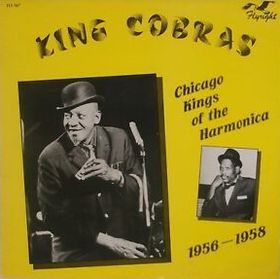 Flyright
KING COBRAS
Chicago
Kings
of the
Harmonica
1956-1958